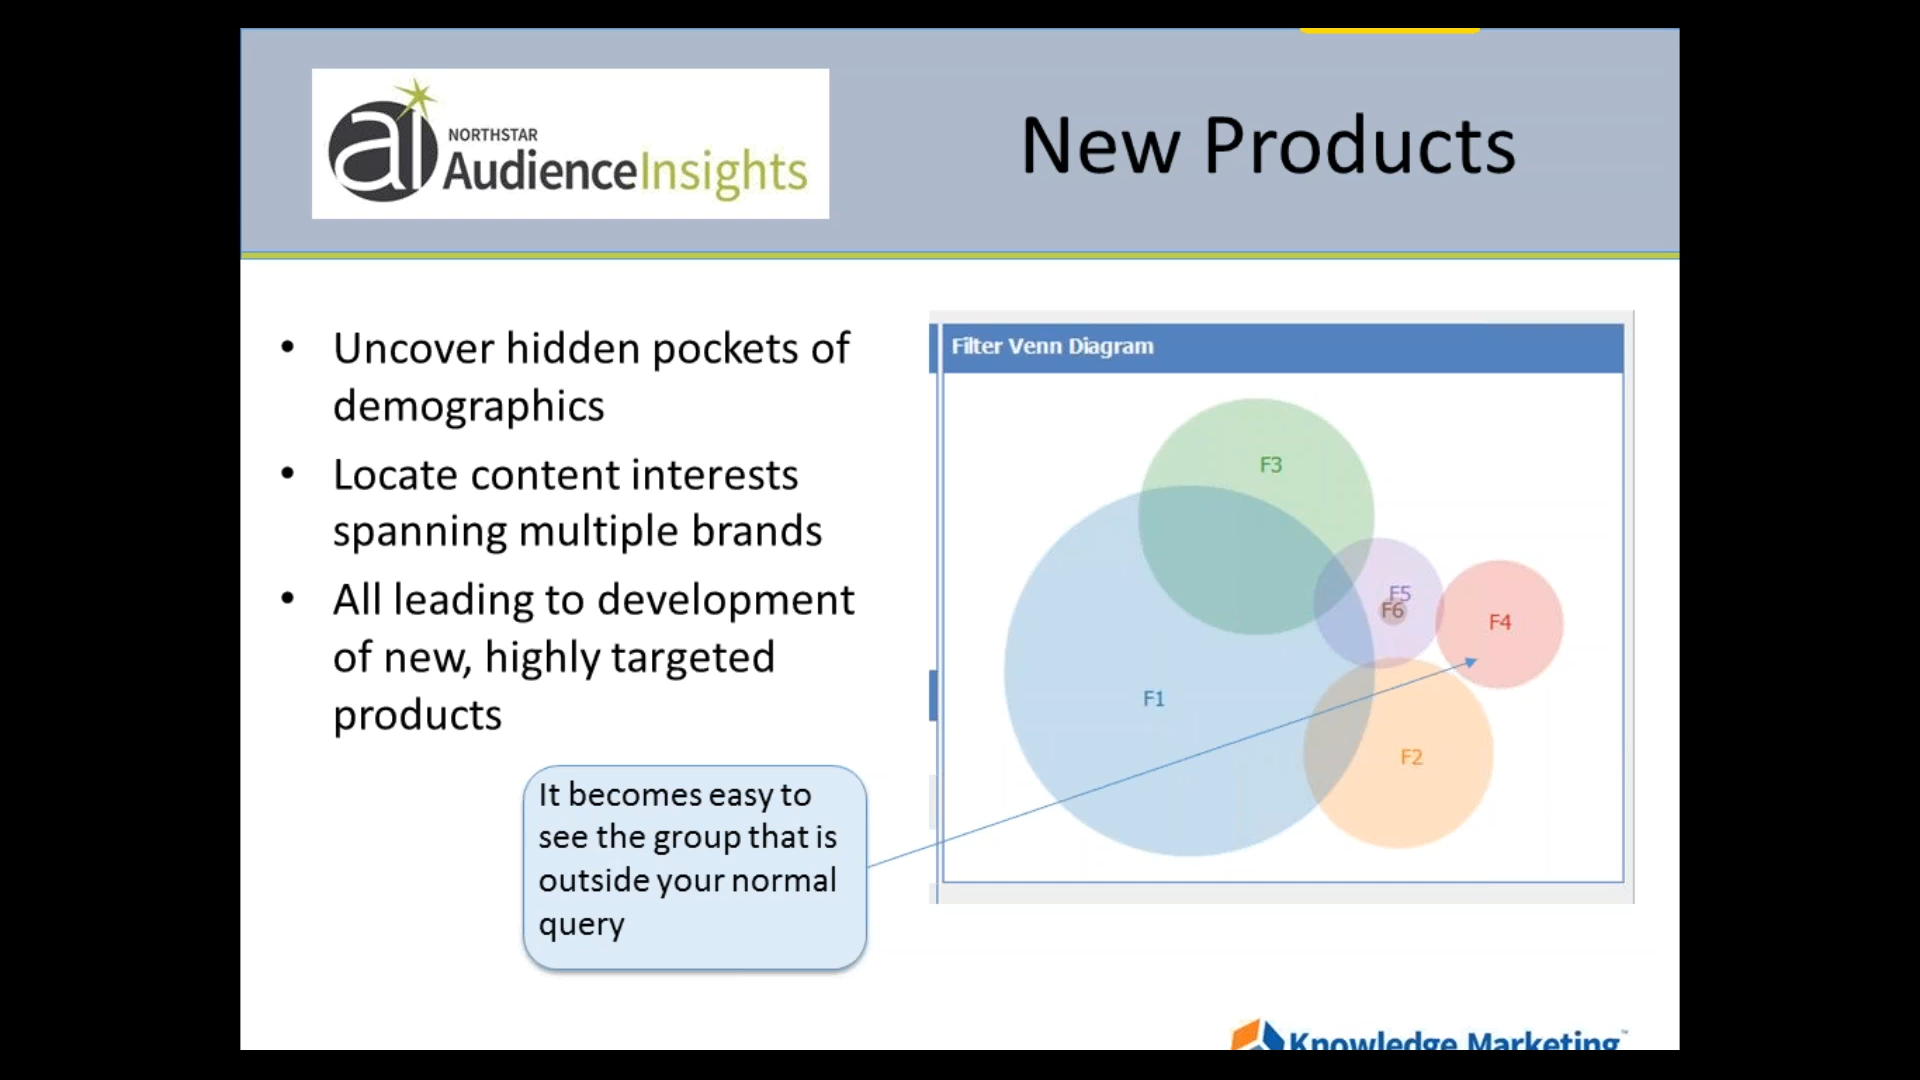 aı
NORTHSTAR
AudienceInsights
New Products
• Uncover hidden pockets of
demographics
• Locate content interests
spanning multiple brands
• All leading to development
of new, highly targeted
products
It becomes easy to
see the group that is
outside your normal
query
Filter Venn Diagram
F3
F5
F6
F4
F1
F2
Knowledge Marketing™